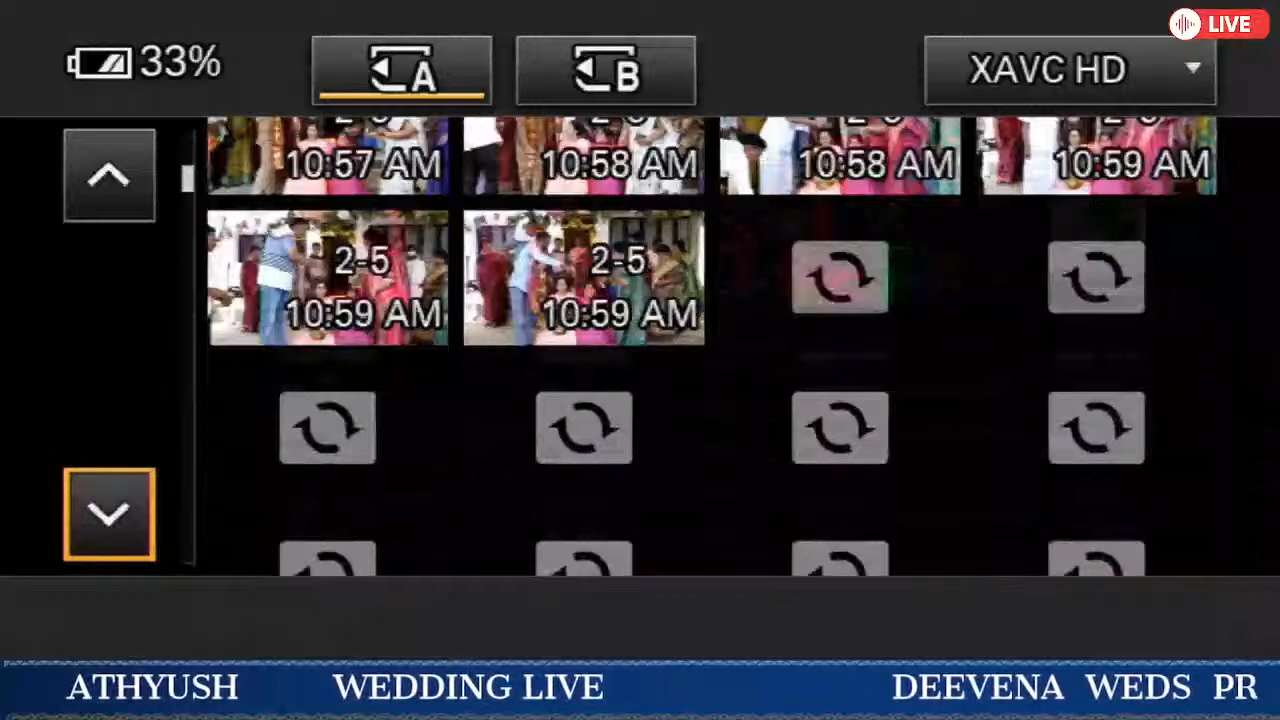 LIVE
33% A B XAVC HD
10:57 AM 10:58 AM 10:58 AM 10:59 AM
2-5 2-5
10:59 AM 10:59 AM
ATHYUSH WEDDING LIVE DEEVENA WEDS PR